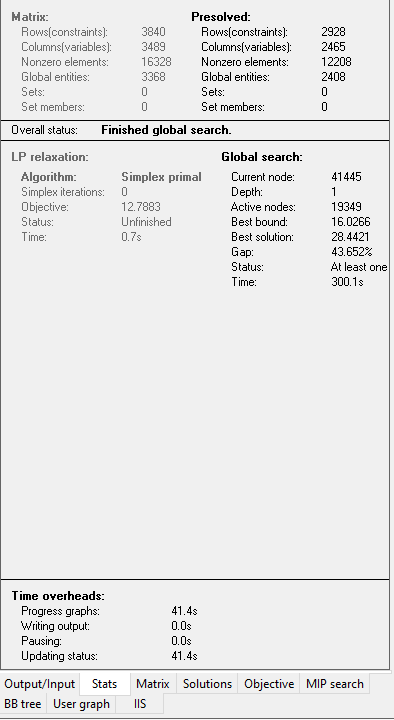 Matrix: Presolved:
Rows(constraints): 3840 Rows(constraints): 2928
Columns(variables): 3489 Columns(variables): 2465
Nonzero elements: 16328 Nonzero elements: 12208
Global entities: 3368 Global entities: 2408
Sets: 0 Sets: 0
Set members: 0 Set members: 0
Overall status: Finished global search.
LP relaxation: Global search:
Algorithm: Simplex primal Current node: 41445
Simplex iterations: 0 Depth: 1
Objective: 12.7883 Active nodes: 19349
Status: Unfinished Best bound: 16.0266
Time: 0.7s Best solution: 28.4421
Gap: 43.652%
Status: At least one
Time: 300.1s
Time overheads:
Progress graphs: 41.4s
Writing output: 0.0s
Pausing: 0.0s
Updating status: 41.4s
Output/Input Stats Matrix Solutions Objective MIP search
BB tree User graph IIS